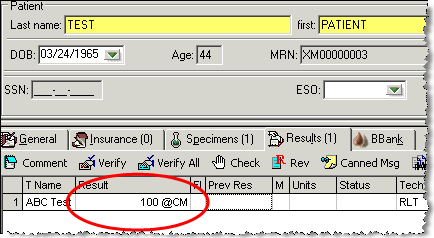 Patient
Last name: TEST first: PATIENT
DOB: 03/24/1965 Age: 44 MRN: XM00000003
SSN: ___-__-____ ESO:
General Insurance (0) Specimens (1) Results (1) BBank
Comment Verify Verify All Check Rev Canned Msg
T Name Result Fl Prev Res M Units Status Tech
1 ABC Test 100 @CM RLT